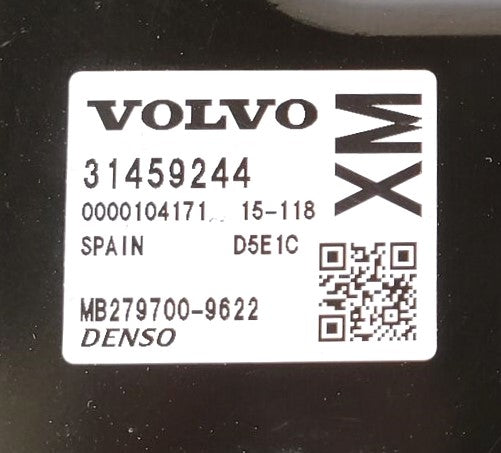 VOLVO
XM
31459244
0000104171 15-118
SPAIN D5E1C
MB279700-9622
DENSO